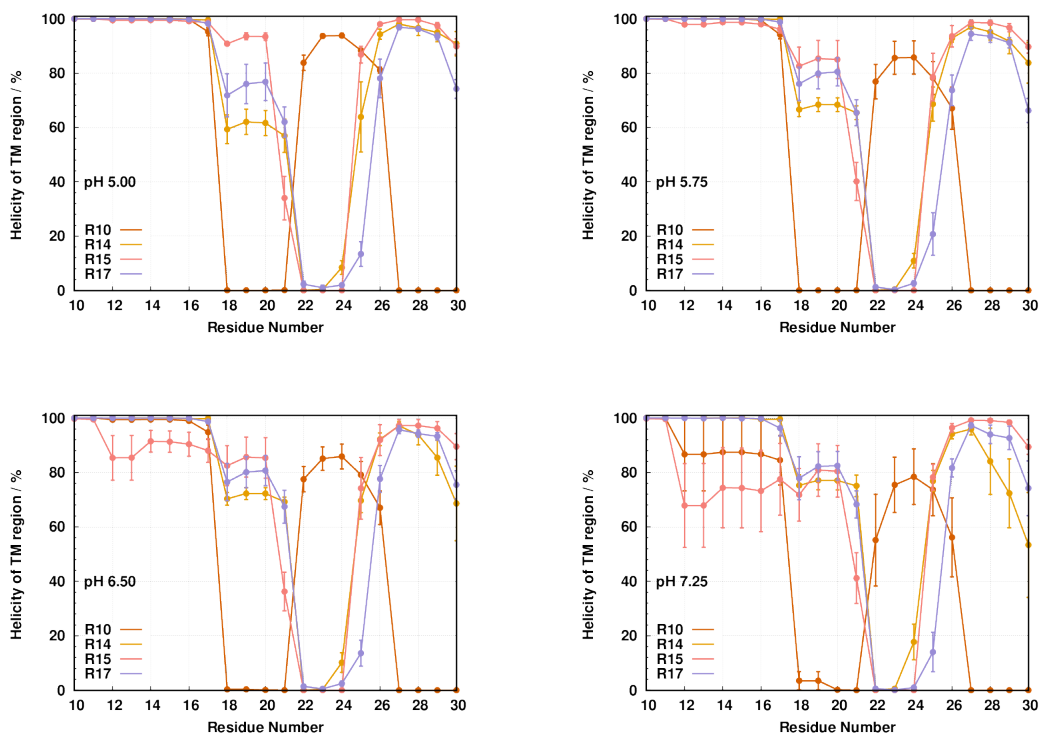 Helicity of TM region / %
100
80
60
40
20
0
pH 5.00
R10
R14
R15
R17
10 12 14 16 18 20 22 24 26 28 30
Residue Number
Helicity of TM region / %
100
80
60
40
20
0
pH 5.75
R10
R14
R15
R17
10 12 14 16 18 20 22 24 26 28 30
Residue Number
Helicity of TM region / %
100
80
60
40
20
0
pH 6.50
R10
R14
R15
R17
10 12 14 16 18 20 22 24 26 28 30
Residue Number
Helicity of TM region / %
100
80
60
40
20
0
pH 7.25
R10
R14
R15
R17
10 12 14 16 18 20 22 24 26 28 30
Residue Number